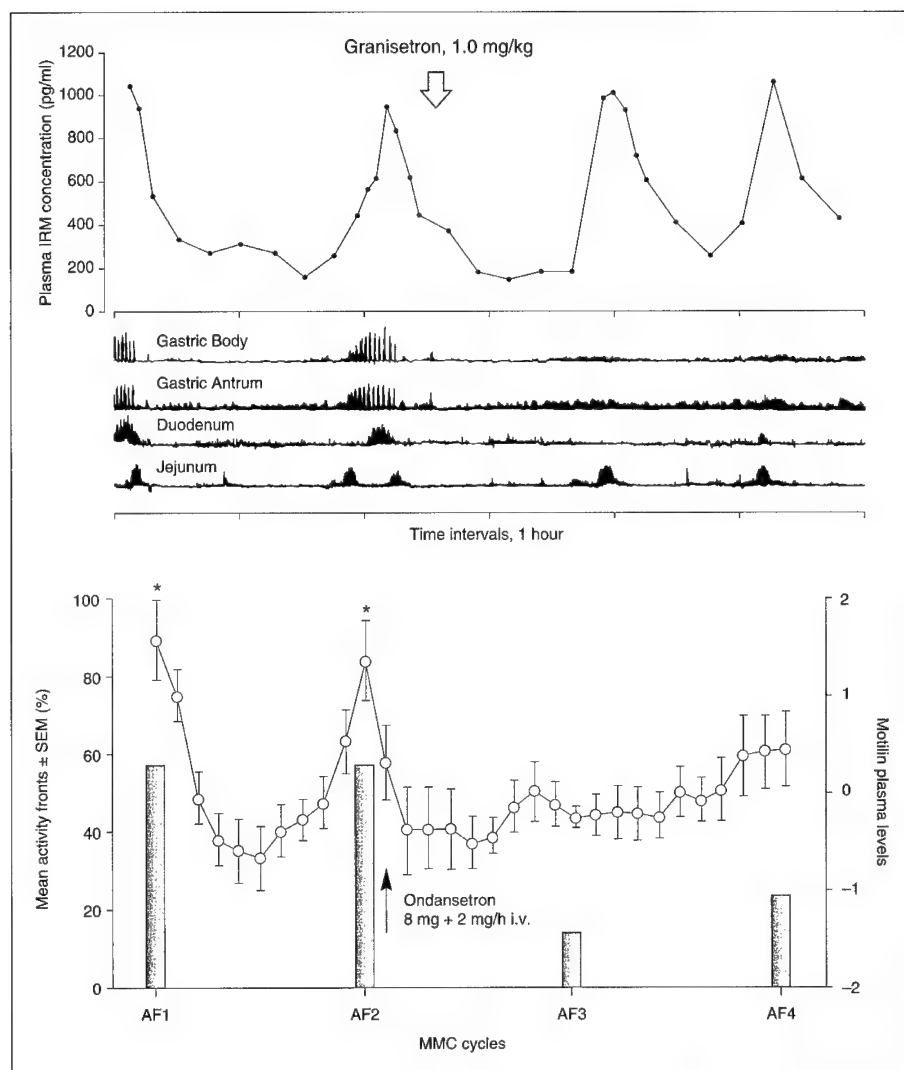 Granisetron, 1.0 mg/kg
Plasma IRM concentration (pg/ml)
1200
1000
800
600
400
200
0
Gastric Body
Gastric Antrum
Duodenum
Jejunum
Time intervals, 1 hour
Mean activity fronts ± SEM (%)
100
80
60
40
20
0
*
*
Ondansetron
8 mg + 2 mg/h i.v.
2
1
0
−1
−2
Motilin plasma levels
AF1
AF2
AF3
AF4
MMC cycles